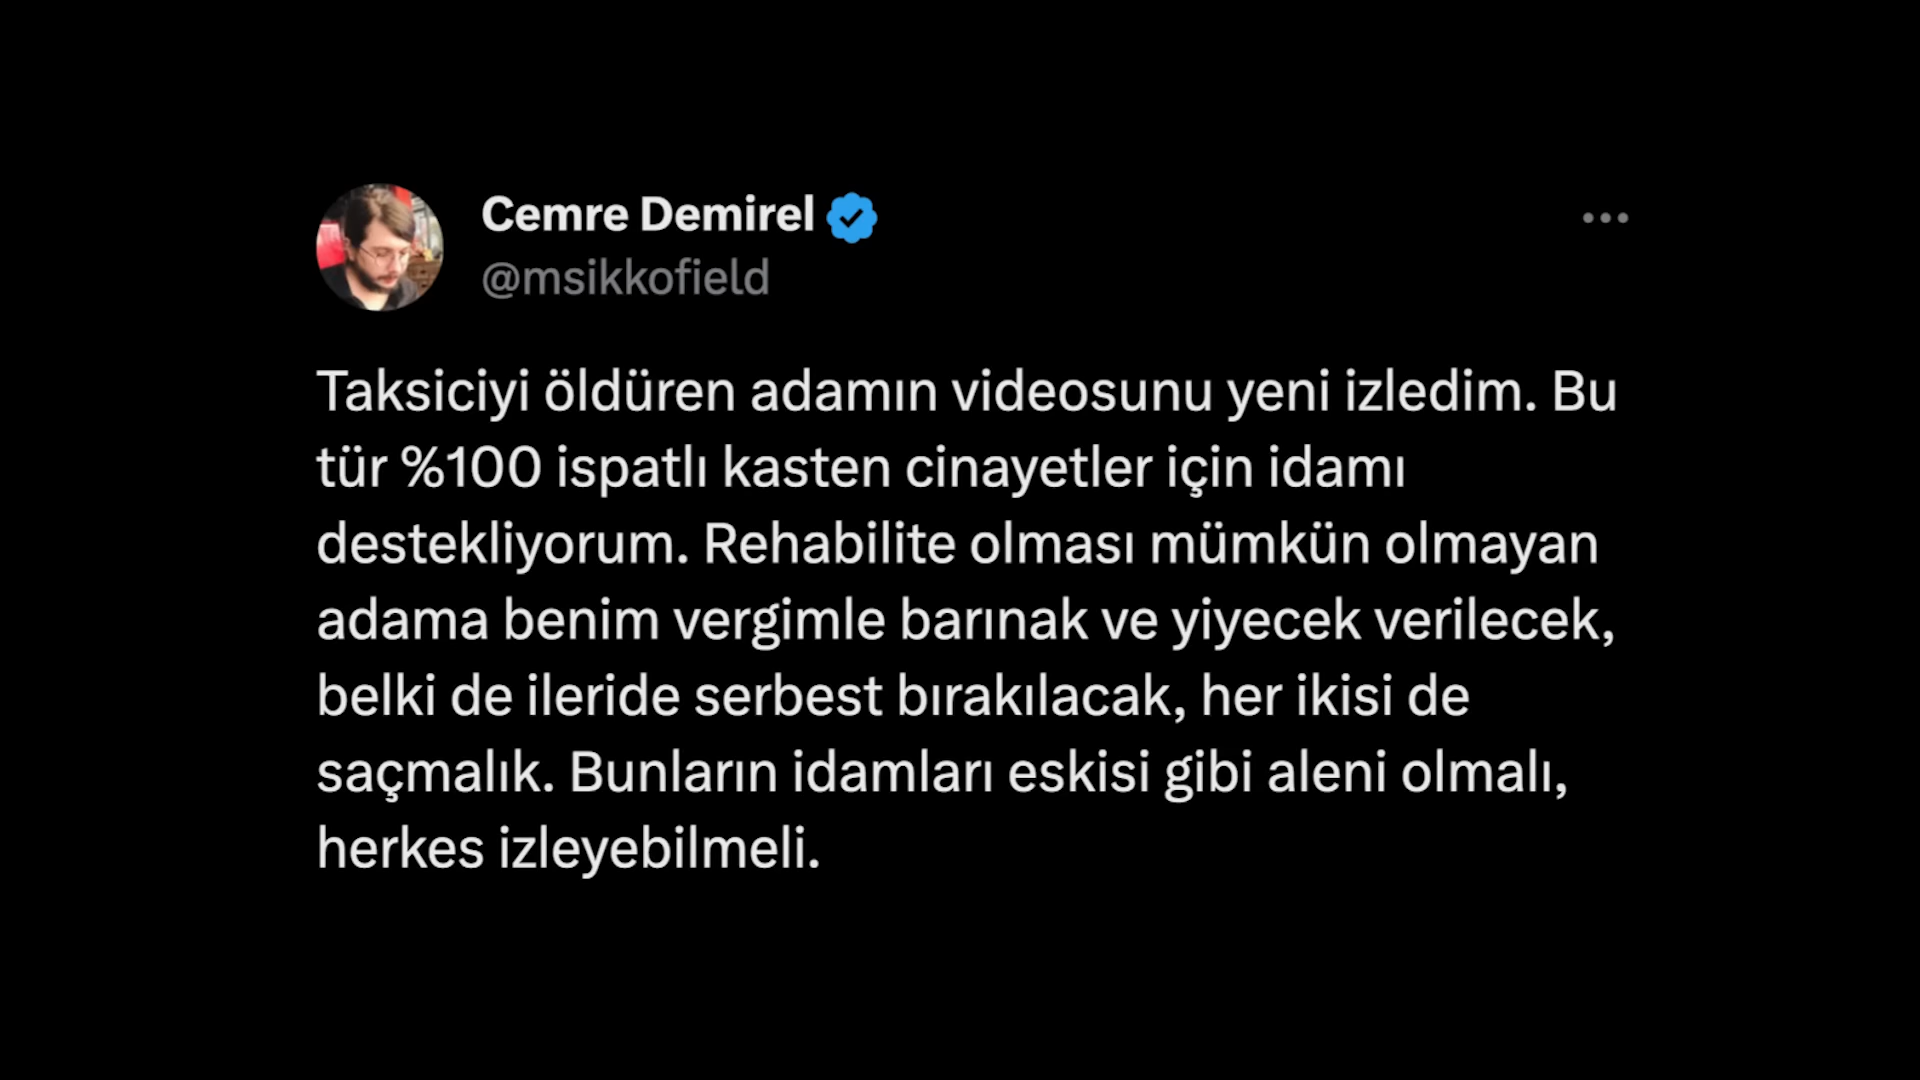 Cemre Demirel
@msikkofield
Taksiciyi öldüren adamın videosunu yeni izledim. Bu
tür %100 ispatlı kasten cinayetler için idamı
destekliyorum. Rehabilite olması mümkün olmayan
adama benim vergimle barınak ve yiyecek verilecek,
belki de ileride serbest bırakılacak, her ikisi de
saçmalık. Bunların idamları eskisi gibi aleni olmalı,
herkes izleyebilmeli.